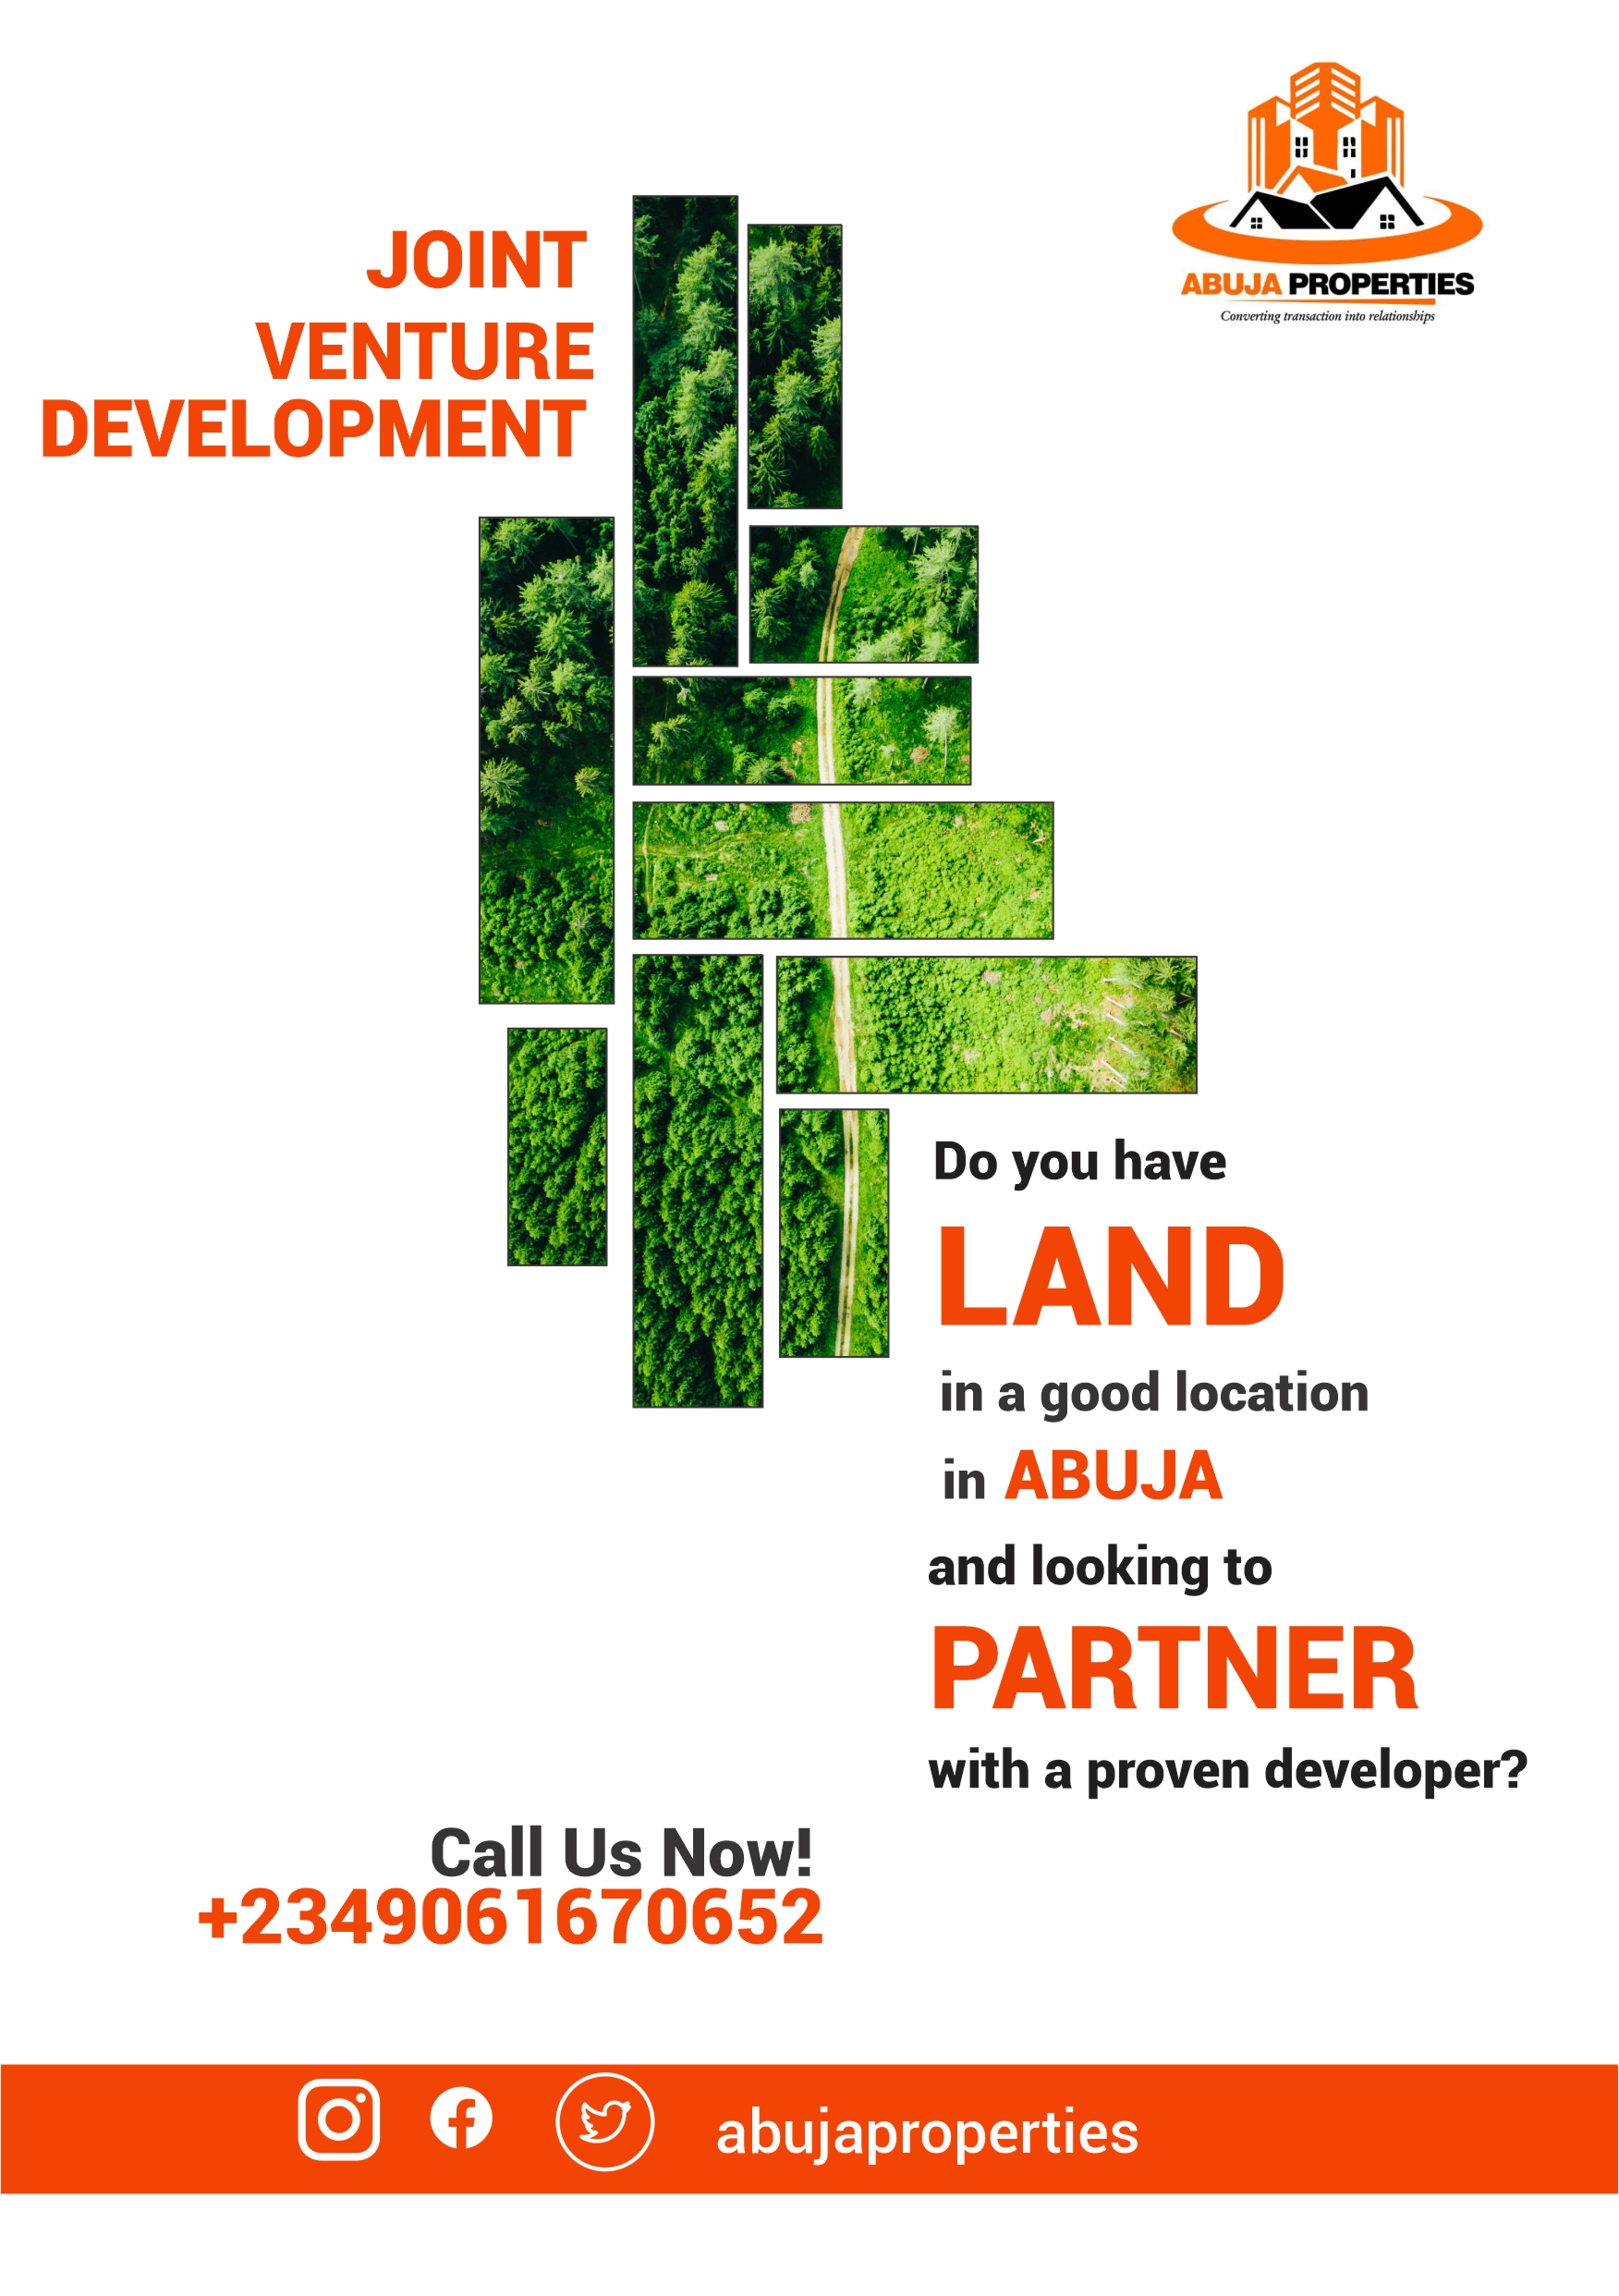 ABUJA PROPERTIES
Converting transaction into relationships
JOINT
VENTURE
DEVELOPMENT
Do you have
LAND
in a good location
in ABUJA
and looking to
PARTNER
with a proven developer?
Call Us Now!
+2349061670652
abujaproperties